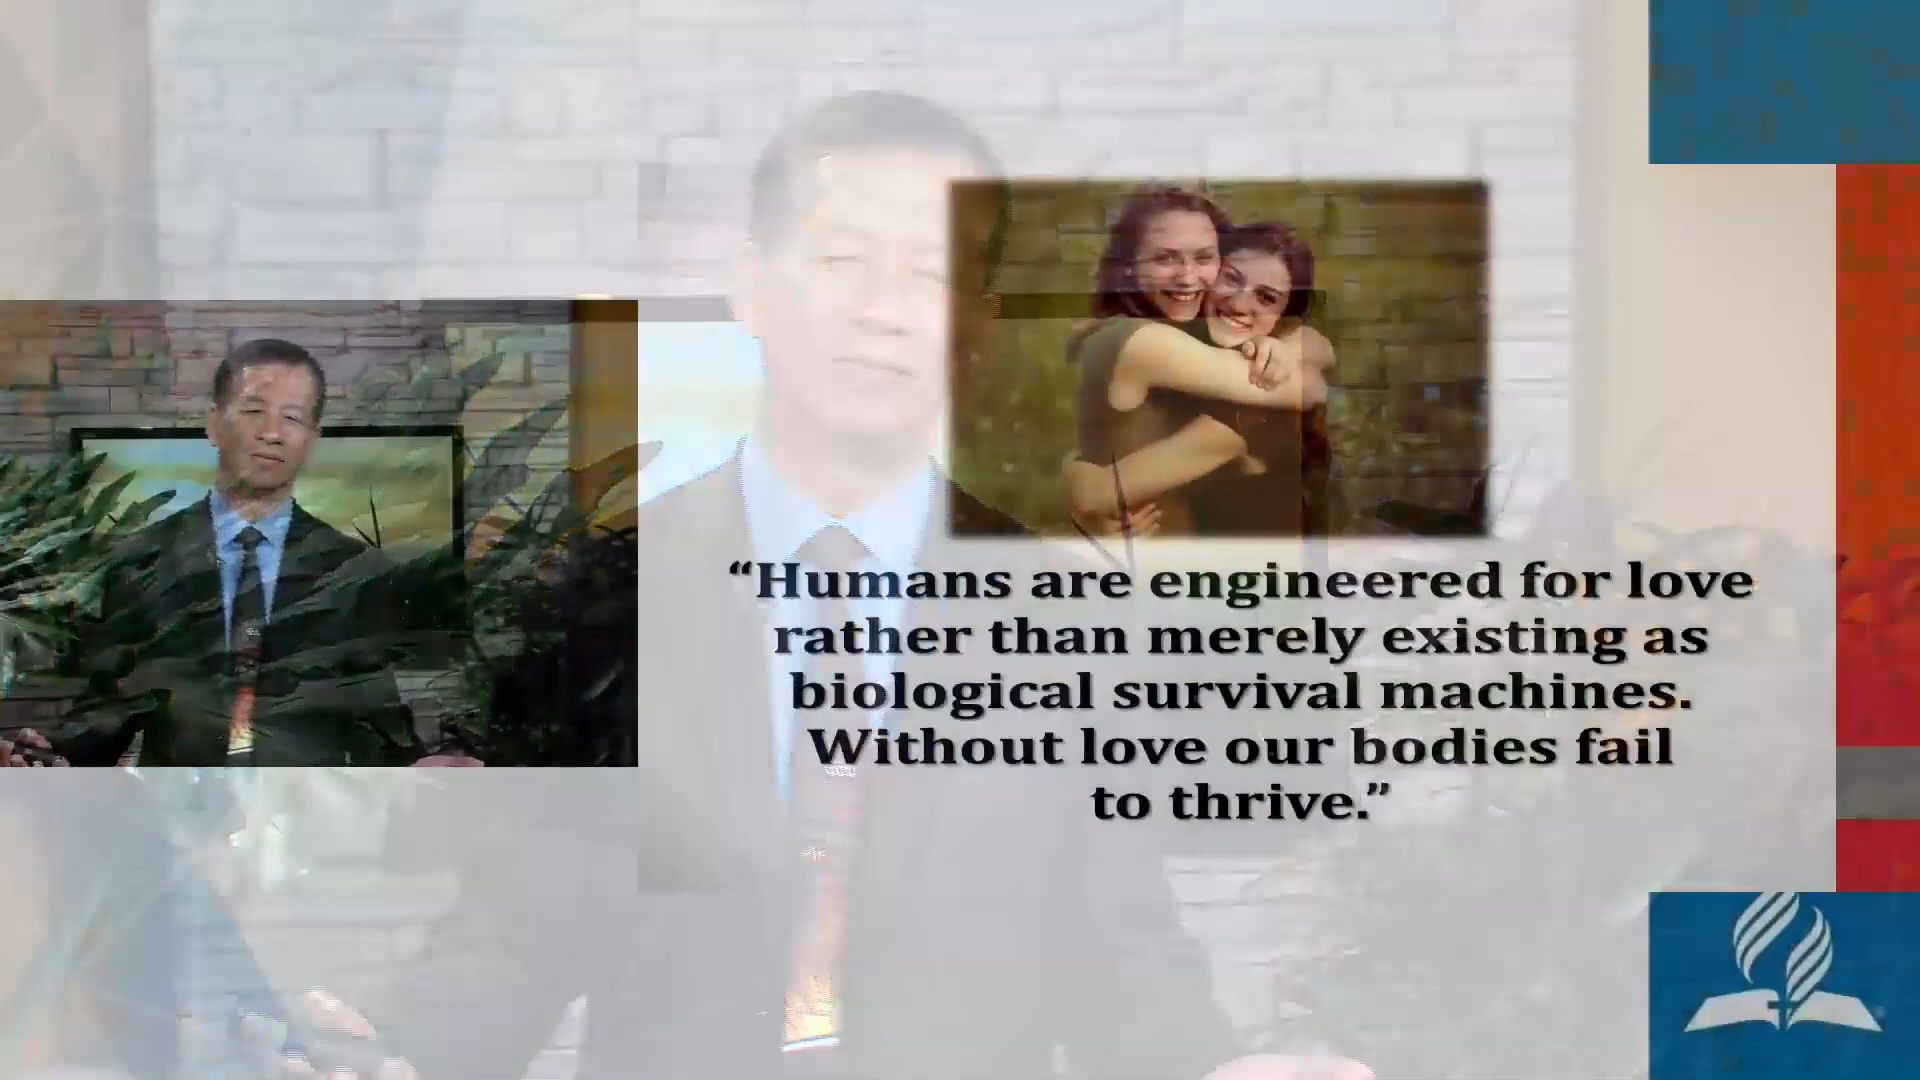 “Humans are engineered for love
rather than merely existing as
biological survival machines.
Without love our bodies fail
to thrive.”